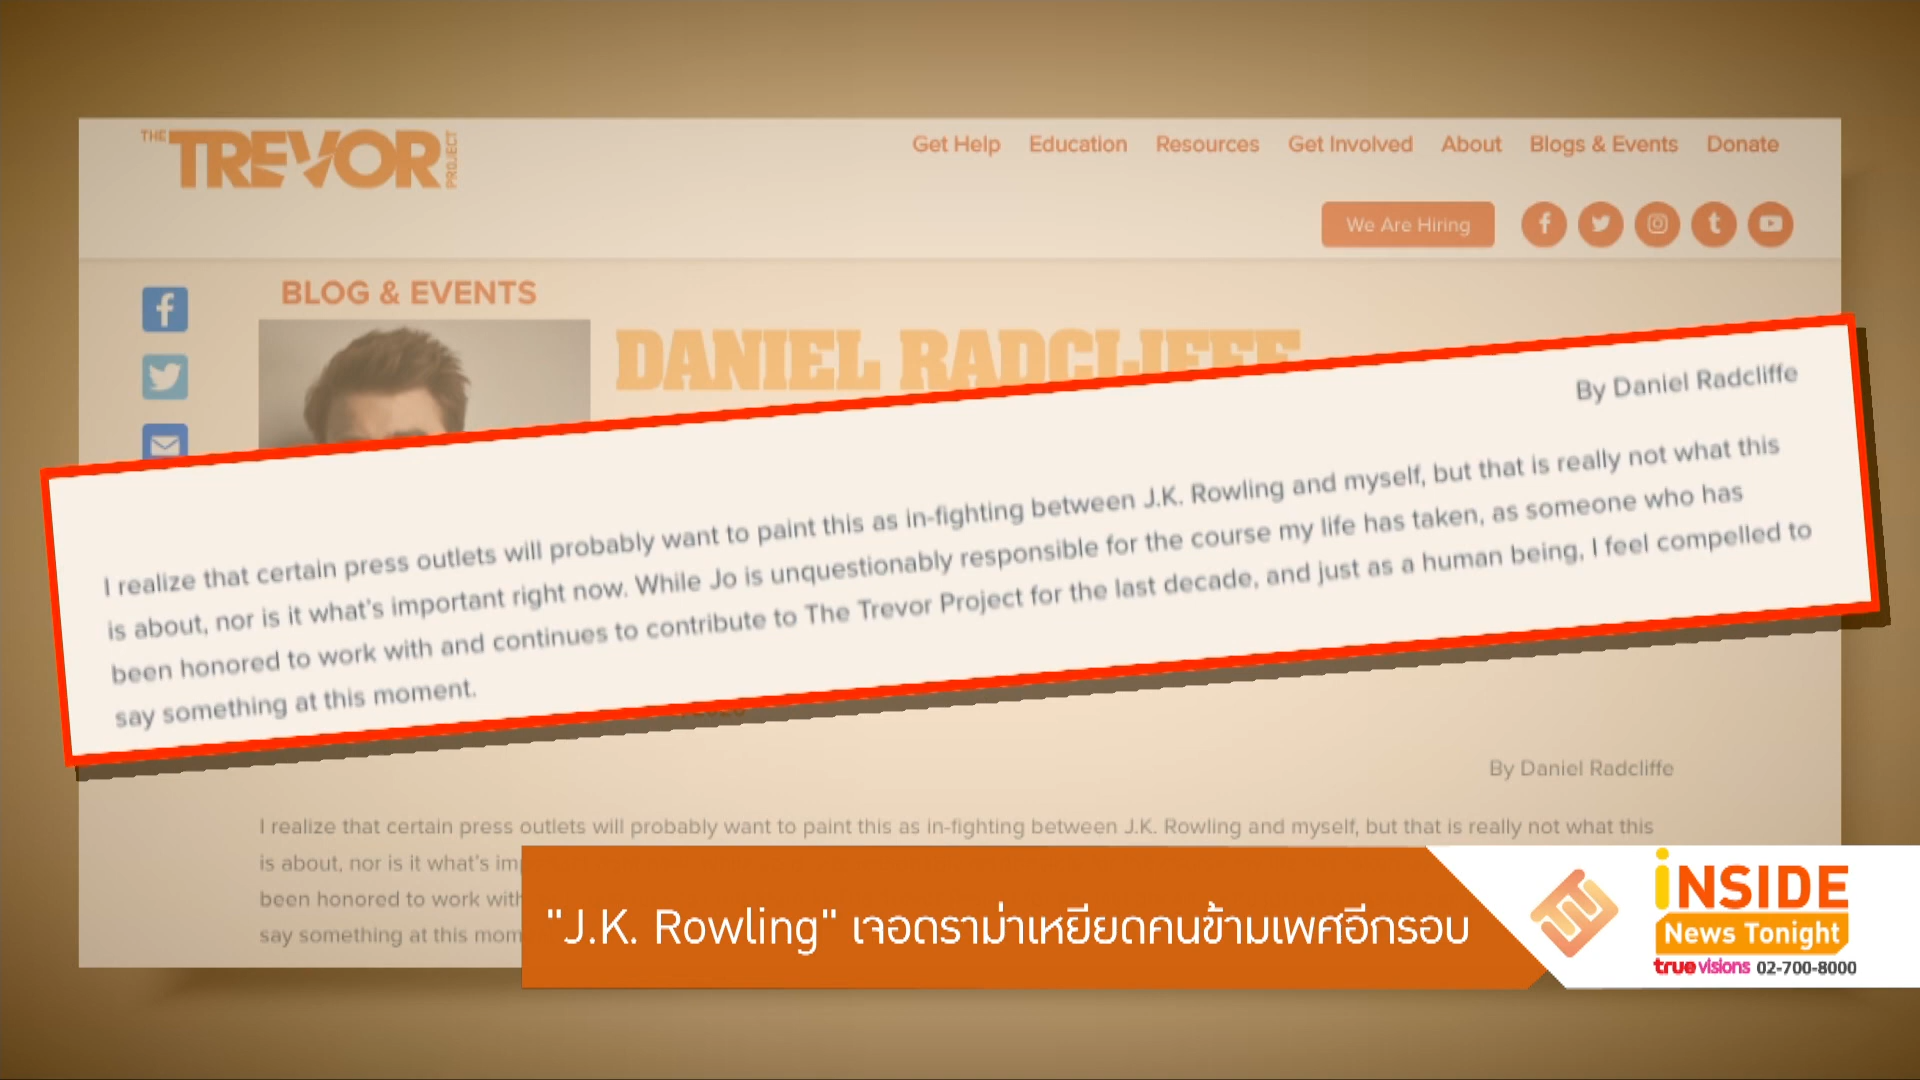 THE TREVOR PROJECT
Get Help Education Resources Get Involved About Blogs & Events Donate
We Are Hiring
BLOG & EVENTS
DANIEL RADCLIFFE
By Daniel Radcliffe
I realize that certain press outlets will probably want to paint this as in-fighting between J.K. Rowling and myself, but that is really not what this
is about, nor is it what's important right now. While Jo is unquestionably responsible for the course my life has taken, as someone who has
been honored to work with and continues to contribute to The Trevor Project for the last decade, and just as a human being, I feel compelled to
say something at this moment.
By Daniel Radcliffe
I realize that certain press outlets will probably want to paint this as in-fighting between J.K. Rowling and myself, but that is really not what this
is about, nor is it what's
been honored to work with
say something at this
"J.K. Rowling" เจอดราม่าเหยียดคนข้ามเพศอีกรอบ
iNSIDE
News Tonight
truevisions 02-700-8000